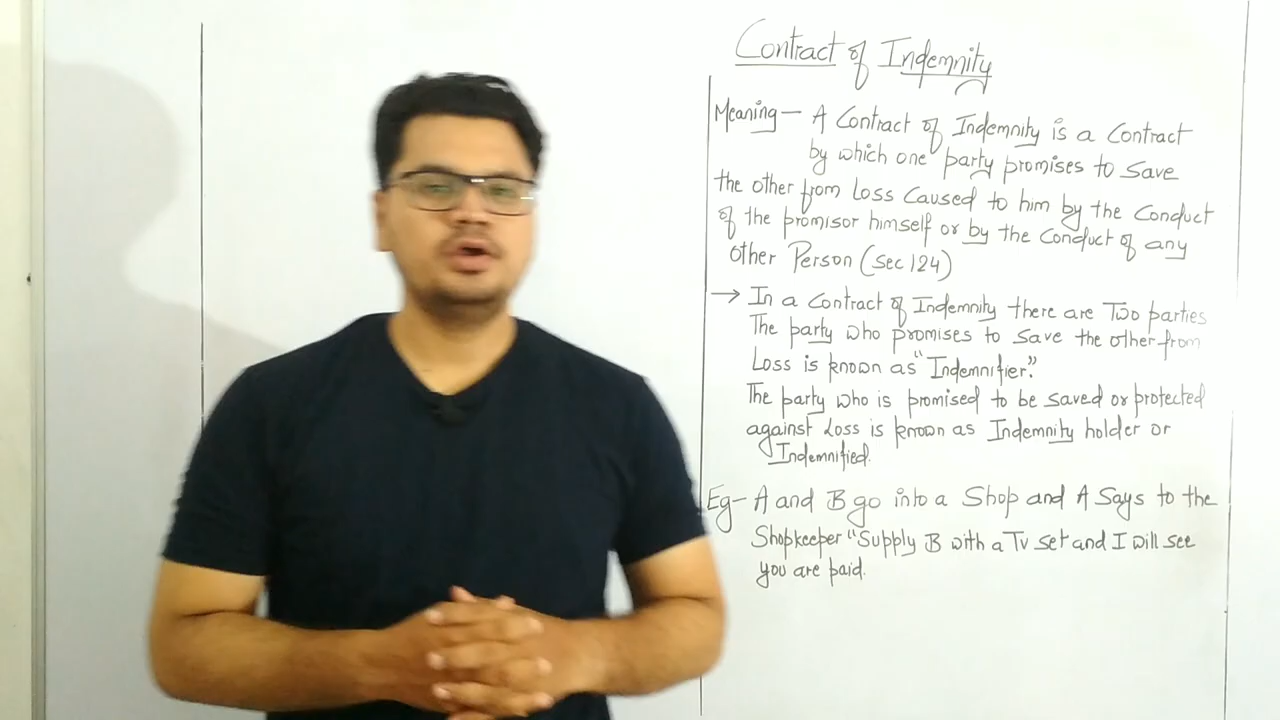 Contract of Indemnity
Meaning - A Contract of Indemnity is a Contract
by which one party promises to save
the other from Loss Caused to him by the Conduct
of the promisor himself or by the Conduct of any
Other Person (Sec 124)
→ In a Contract of Indemnity there are Two parties
The party who promises to save the other from
Loss is known as "Indemnifier."
The party who is promised to be saved or protected
against Loss is known as Indemnity holder or
Indemnified.
Eg- A and B go into a Shop and A Says to the
Shopkeeper "Supply B with a Tv set and I will see
you are paid.